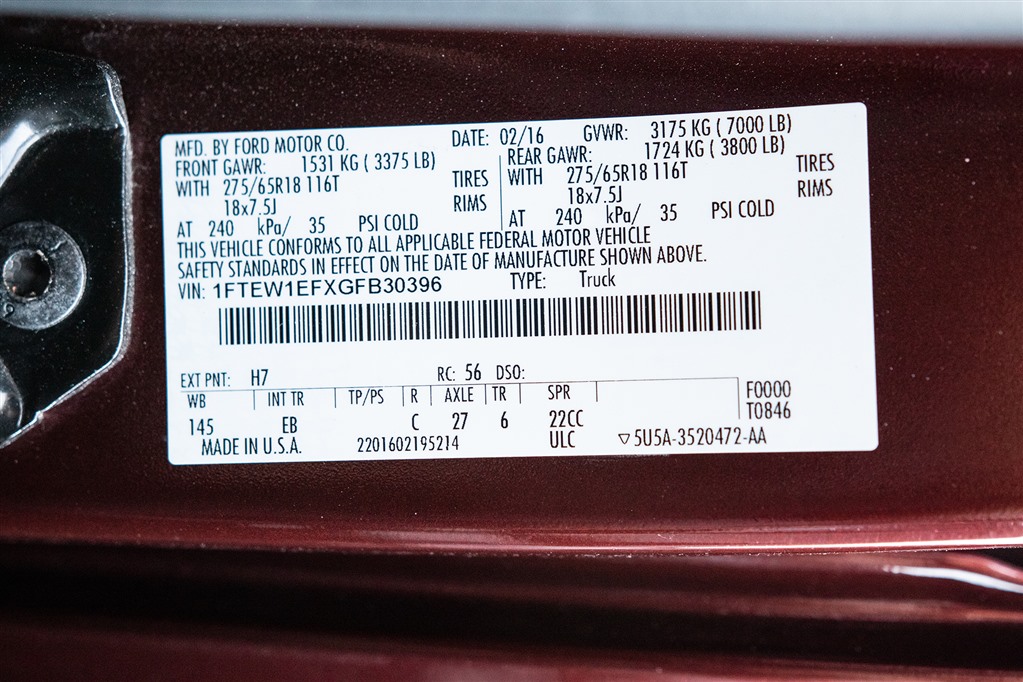 MFD. BY FORD MOTOR CO. DATE: 02/16 GVWR: 3175 KG ( 7000 LB)
FRONT GAWR: 1531 KG ( 3375 LB) REAR GAWR: 1724 KG ( 3800 LB)
WITH 275/65R18 116T TIRES WITH 275/65R18 116T TIRES
18x7.5J RIMS 18x7.5J RIMS
AT 240 kPa/ 35 PSI COLD AT 240 kPa/ 35 PSI COLD
THIS VEHICLE CONFORMS TO ALL APPLICABLE FEDERAL MOTOR VEHICLE
SAFETY STANDARDS IN EFFECT ON THE DATE OF MANUFACTURE SHOWN ABOVE.
VIN: 1FTEW1EFXGFB30396 TYPE: Truck
EXT PNT: H7 RC: 56 DSO:
WB INT TR TP/PS R AXLE TR SPR F0000
145 EB C 27 6 22CC T0846
MADE IN U.S.A. 2201602195214 ULC ▽5U5A-3520472-AA